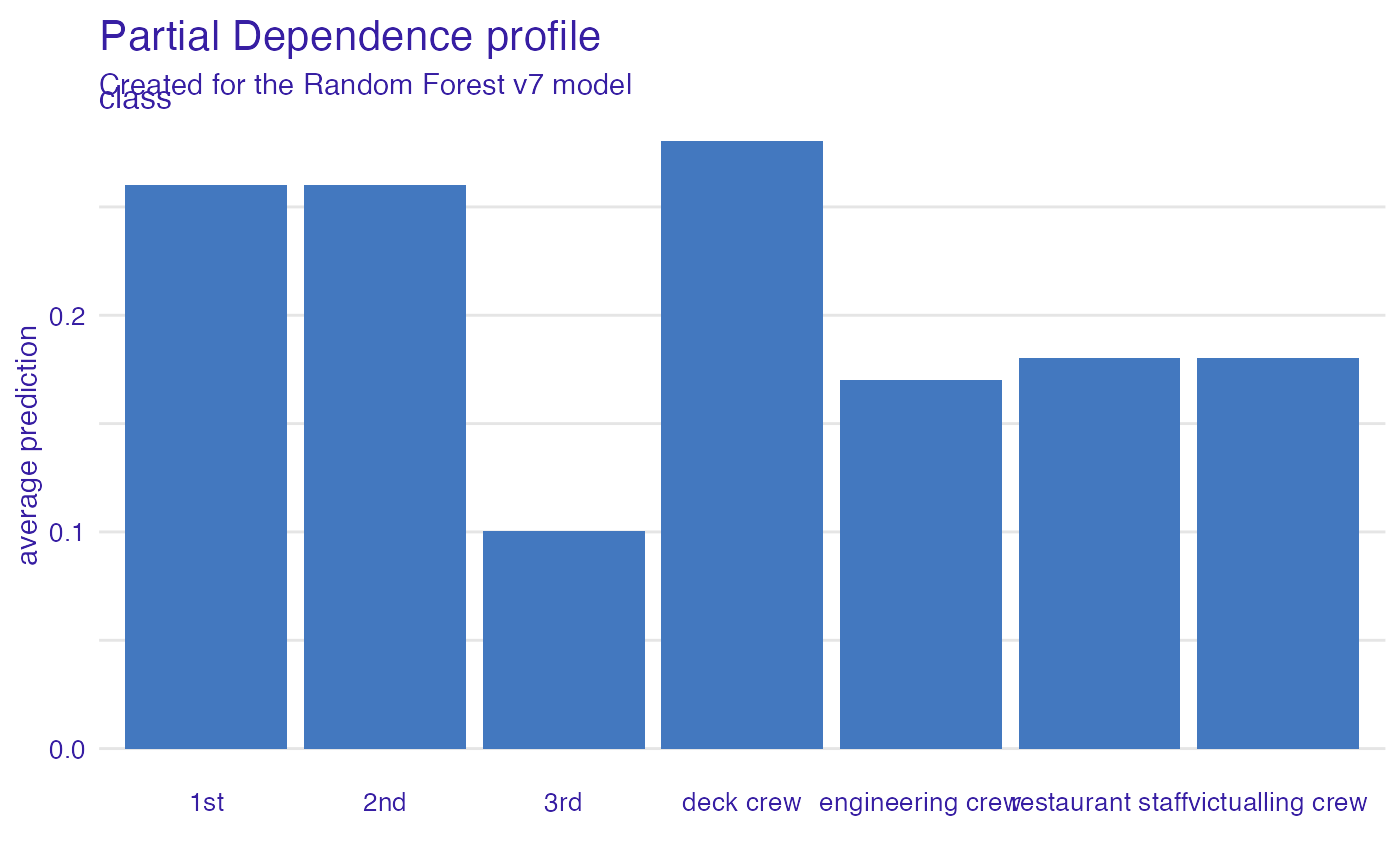 Partial Dependence profile
Created for the Random Forest v7 model
class
average prediction
0.2
0.1
0.0
1st 2nd 3rd deck crew engineering crew restaurant staff victualling crew